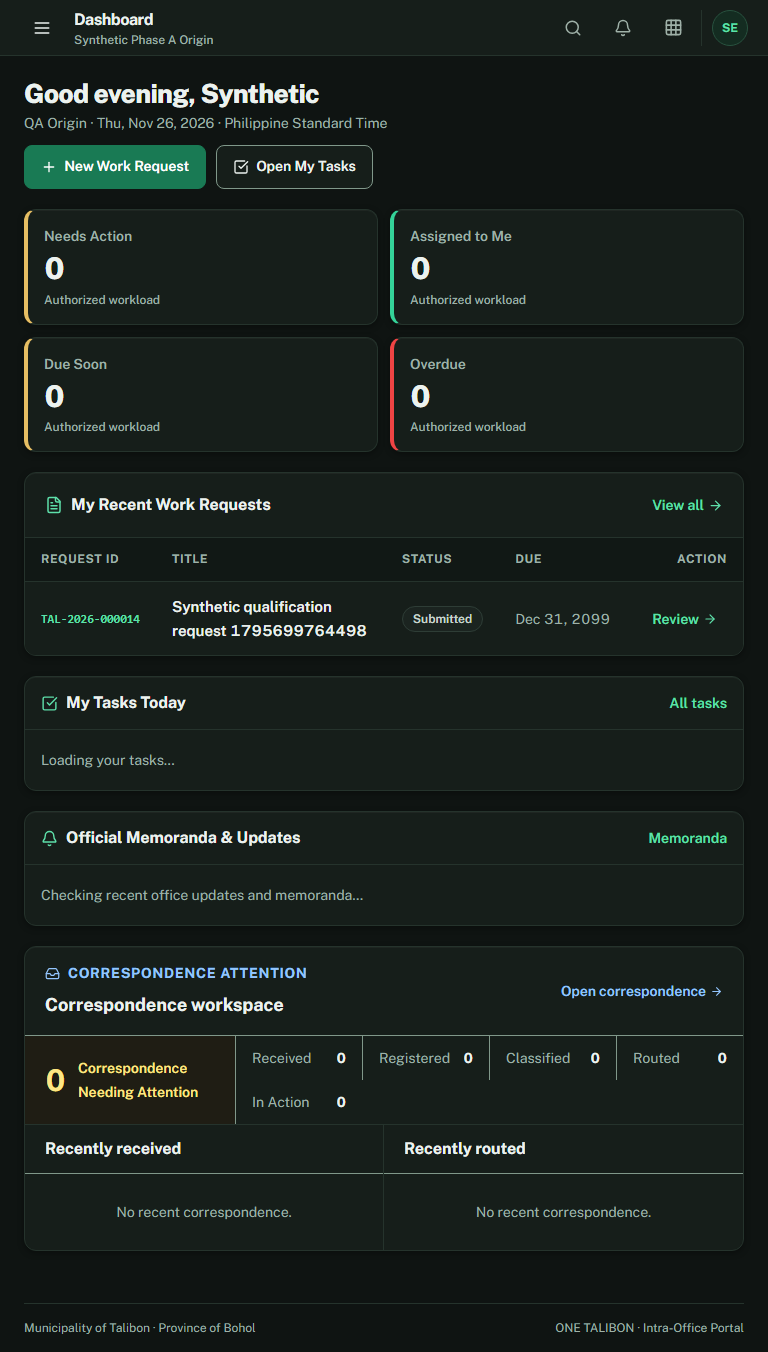 Dashboard
Synthetic Phase A Origin
SE
Good evening, Synthetic
QA Origin · Thu, Nov 26, 2026 · Philippine Standard Time
New Work Request
Open My Tasks
Needs Action
0
Authorized workload
Assigned to Me
0
Authorized workload
Due Soon
0
Authorized workload
Overdue
0
Authorized workload
My Recent Work Requests
View all →
REQUEST ID TITLE STATUS DUE ACTION
TAL-2026-000014
Synthetic qualification
request 1795699764498
Submitted
Dec 31, 2099
Review →
My Tasks Today
All tasks
Loading your tasks...
Official Memoranda & Updates
Memoranda
Checking recent office updates and memoranda...
CORRESPONDENCE ATTENTION
Correspondence workspace
Open correspondence →
0
Correspondence
Needing Attention
Received 0
Registered 0
Classified 0
Routed 0
In Action 0
Recently received
No recent correspondence.
Recently routed
No recent correspondence.
Municipality of Talibon · Province of Bohol
ONE TALIBON · Intra-Office Portal